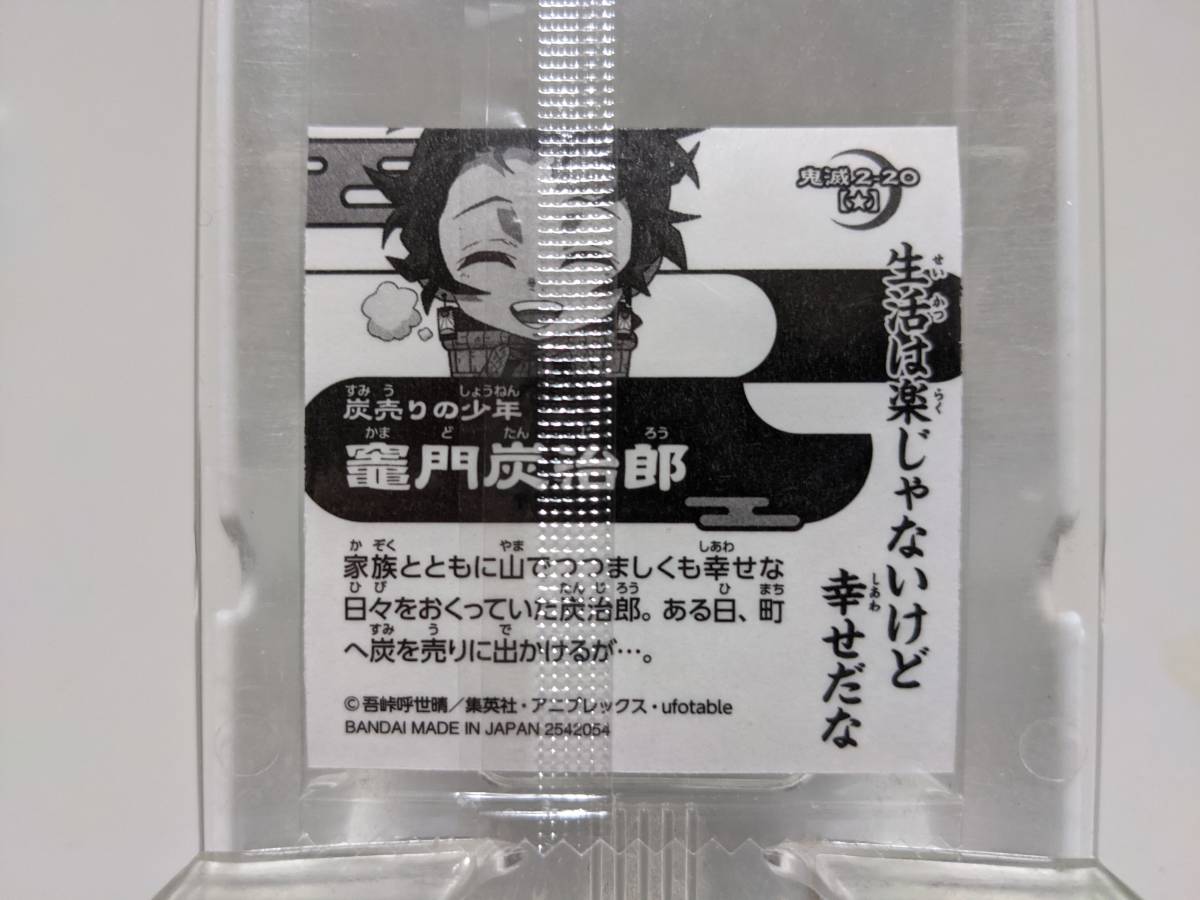 鬼滅2-20
[★]
生活は楽じゃないけど
幸せだな
炭売りの少年
竈門炭治郎
家族とともに山でつつましくも幸せな
日々をおくっていた炭治郎。ある日、町
へ炭を売りに出かけるが…。
©吾峠呼世晴／集英社・アニプレックス・ufotable
BANDAI MADE IN JAPAN 2542054